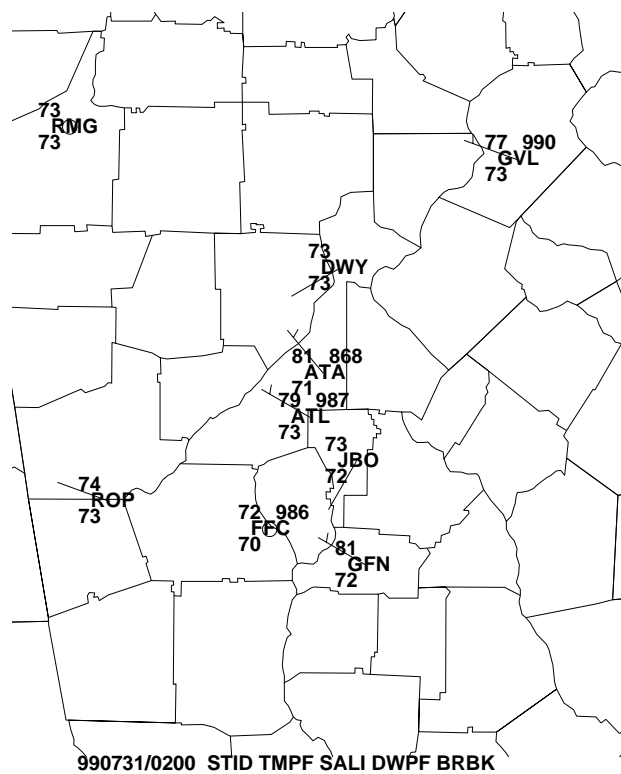 73
RMG
73
77 990
GVL
73
73
DWY
73
81 868
ATA
71
79 987
ATL
73
73
JBO
72
74
ROP
73
72 986
FFC
70
81
GFN
72
990731/0200 STID TMPF SALI DWPF BRBK